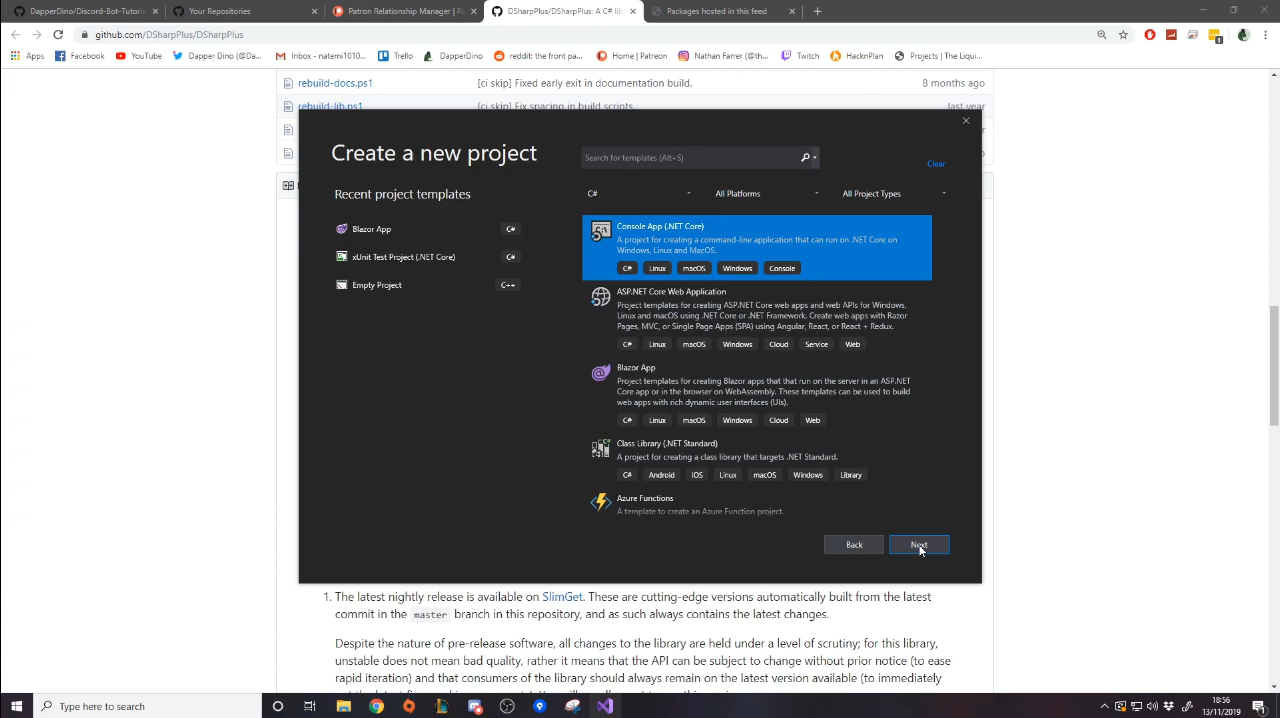 DapperDino/Discord-Bot-Tutori
Your Repositories
Patron Relationship Manager | Pa
DSharpPlus/DSharpPlus: A C# lib
Packages hosted in this feed
github.com/DSharpPlus/DSharpPlus
Apps
Facebook
YouTube
Dapper Dino (@Da...
Inbox - natemi1010...
Trello
DapperDino
reddit: the front pa...
Home | Patreon
Nathan Farrer (@th...
Twitch
HacknPlan
Projects | The Liqui...
rebuild-docs.ps1 [ci skip] Fixed early exit in documentation build. 8 months ago
rebuild-lib.ps1 [ci skip] Fix spacing in build scripts. last year
Create a new project
Recent project templates
Blazor App C#
xUnit Test Project (.NET Core) C#
Empty Project C++
Search for templates (Alt+S)
Clear
C# All Platforms All Project Types
Console App (.NET Core)
A project for creating a command-line application that can run on .NET Core on
Windows, Linux and MacOS.
C# Linux macOS Windows Console
ASP.NET Core Web Application
Project templates for creating ASP.NET Core web apps and web APIs for Windows,
Linux and macOS using .NET Core or .NET Framework. Create web apps with Razor
Pages, MVC, or Single Page Apps (SPA) using Angular, React, or React + Redux.
C# Linux macOS Windows Cloud Service Web
Blazor App
Project templates for creating Blazor apps that that run on the server in an ASP.NET
Core app or in the browser on WebAssembly. These templates can be used to build
web apps with rich dynamic user interfaces (UIs).
C# Linux macOS Windows Cloud Web
Class Library (.NET Standard)
A project for creating a class library that targets .NET Standard.
C# Android iOS Linux macOS Windows Library
Azure Functions
A template to create an Azure Function project.
Back Next
1. The latest nightly release is available on SlimGet. These are cutting-edge versions automatically built from the latest
commit in the master branch in this repository, and as such always contains the latest changes.
Despite the nature of pre-release software, all changes to the library are held under a level of scrutiny; for this library,
unstable does not mean bad quality, rather it means that the API can be subject to change without prior notice (to ease
rapid iteration) and that consumers of the library should always remain on the latest version available (to immediately
Type here to search
18:56
13/11/2019